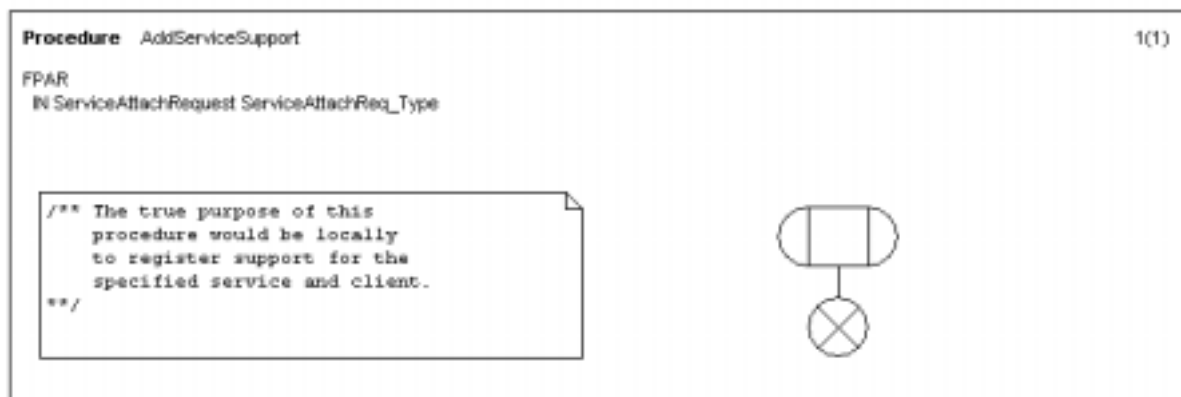 Procedure AddServiceSupport 1(1)
FPAR
IN ServiceAttachRequest ServiceAttachReq_Type
/** The true purpose of this
procedure would be locally
to register support for the
specified service and client.
**/